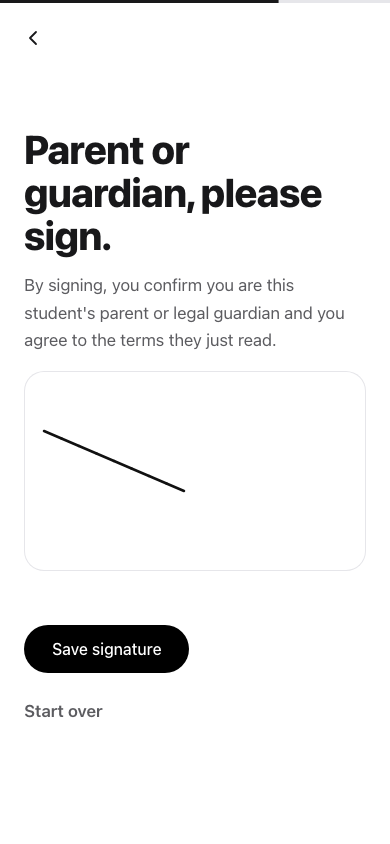 Parent or
guardian, please
sign.
By signing, you confirm you are this
student's parent or legal guardian and you
agree to the terms they just read.
Save signature
Start over